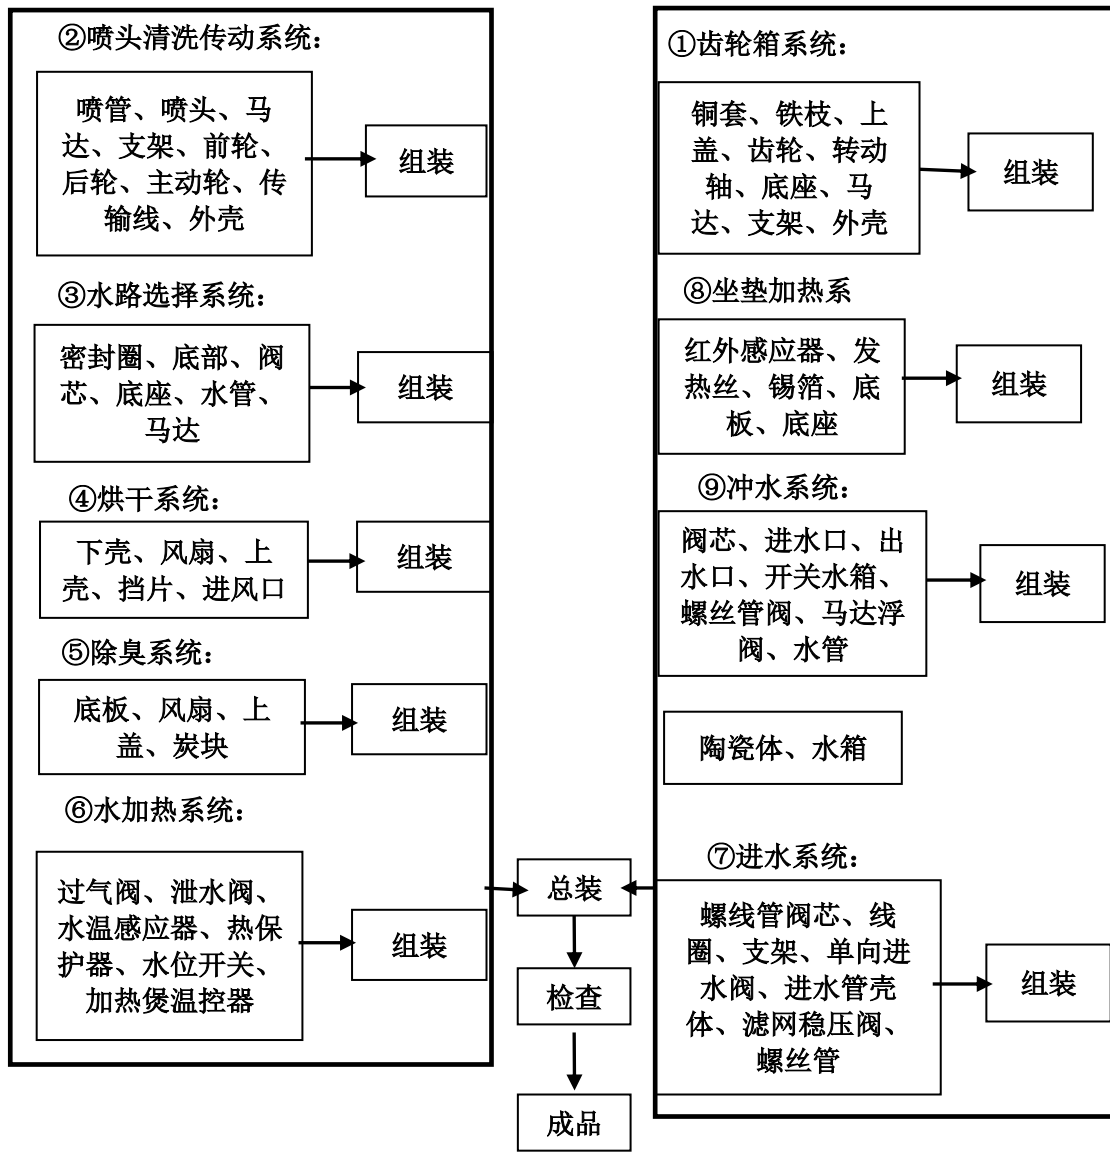 ②喷头清洗传动系统：
喷管、喷头、马
达、支架、前轮、
后轮、主动轮、传
输线、外壳
组装
③水路选择系统：
密封圈、底部、阀
芯、底座、水管、
马达
组装
④烘干系统：
下壳、风扇、上
壳、挡片、进风口
组装
⑤除臭系统：
底板、风扇、上
盖、炭块
组装
⑥水加热系统：
过气阀、泄水阀、
水温感应器、热保
护器、水位开关、
加热煲温控器
组装
①齿轮箱系统：
铜套、铁枝、上
盖、齿轮、转动
轴、底座、马
达、支架、外壳
组装
⑧坐垫加热系
红外感应器、发
热丝、锡箔、底
板、底座
组装
⑨冲水系统：
阀芯、进水口、出
水口、开关水箱、
螺丝管阀、马达浮
阀、水管
组装
陶瓷体、水箱
⑦进水系统：
螺线管阀芯、线
圈、支架、单向进
水阀、进水管壳
体、滤网稳压阀、
螺丝管
组装
总装
检查
成品